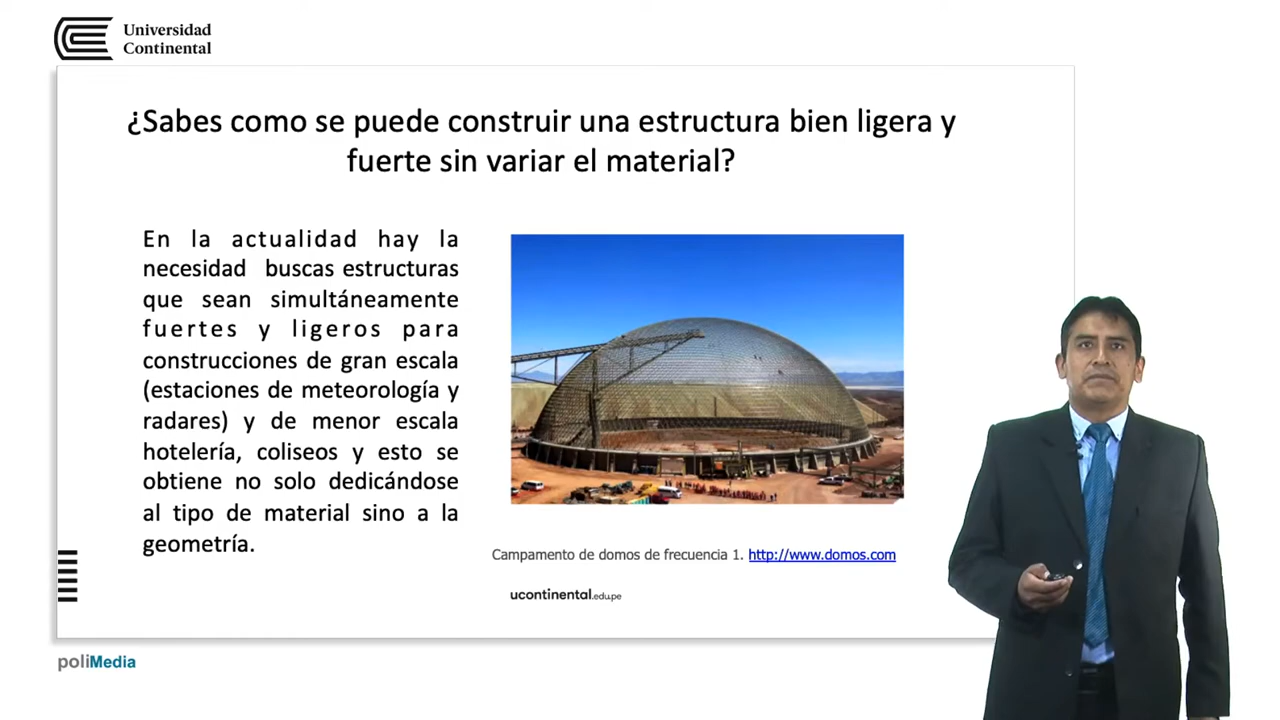 Universidad
Continental
¿Sabes como se puede construir una estructura bien ligera y
fuerte sin variar el material?
En la actualidad hay la
necesidad buscas estructuras
que sean simultáneamente
fuertes y ligeros para
construcciones de gran escala
(estaciones de meteorología y
radares) y de menor escala
hotelería, coliseos y esto se
obtiene no solo dedicándose
al tipo de material sino a la
geometría.
Campamento de domos de frecuencia 1. http://www.domos.com
ucontinental.edu.pe
poliMedia